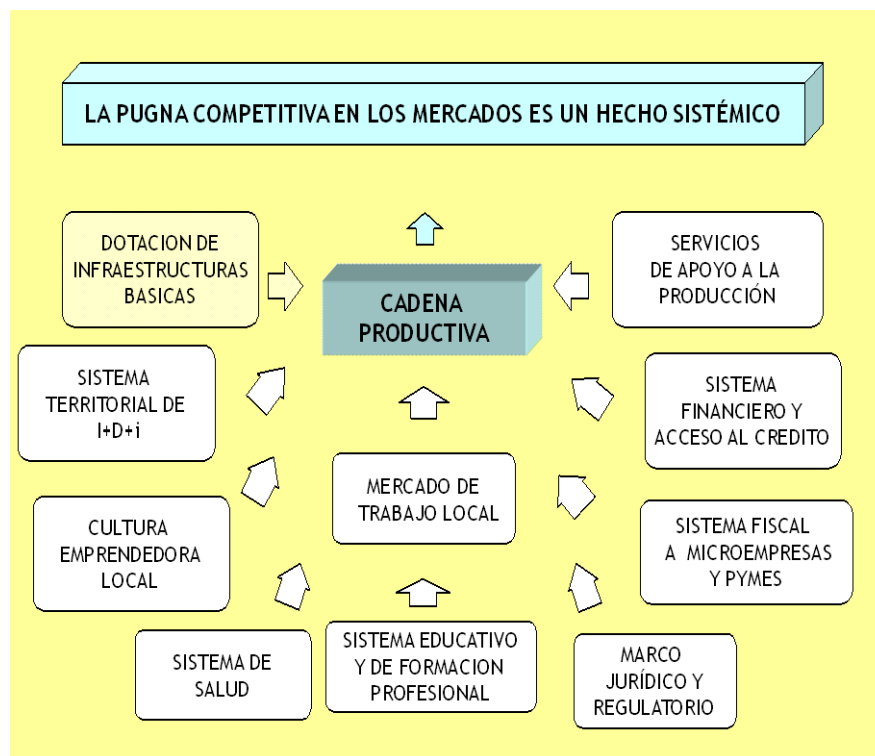 LA PUGNA COMPETITIVA EN LOS MERCADOS ES UN HECHO SISTÉMICO
DOTACION DE
INFRAESTRUCTURAS
BASICAS
CADENA
PRODUCTIVA
SERVICIOS
DE APOYO A LA
PRODUCCIÓN
SISTEMA
TERRITORIAL DE
I+D+i
SISTEMA
FINANCIERO Y
ACCESO AL CREDITO
MERCADO DE
TRABAJO LOCAL
CULTURA
EMPRENDEDORA
LOCAL
SISTEMA FISCAL
A MICROEMPRESAS
Y PYMES
SISTEMA DE
SALUD
SISTEMA EDUCATIVO
Y DE FORMACION
PROFESIONAL
MARCO
JURÍDICO Y
REGULATORIO